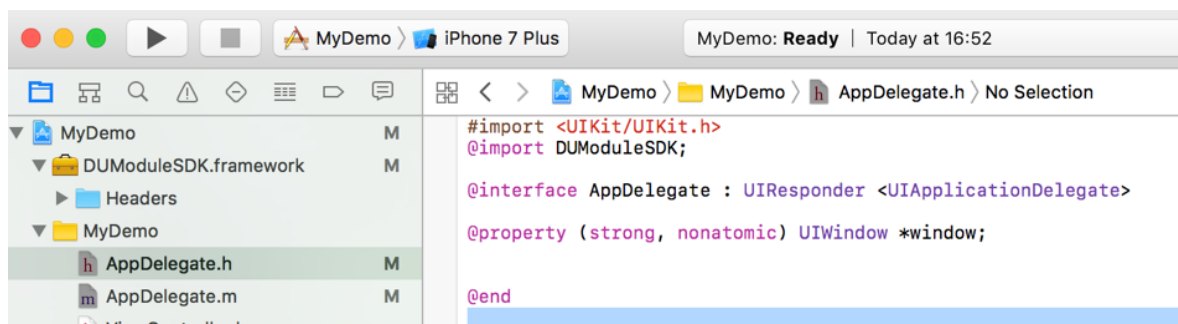 MyDemo 〉 iPhone 7 Plus
MyDemo: Ready | Today at 16:52
MyDemo 〉 MyDemo 〉 h AppDelegate.h 〉 No Selection
MyDemo M
DUModuleSDK.framework M
Headers
MyDemo
h AppDelegate.h M
m AppDelegate.m M
#import <UIKit/UIKit.h>
@import DUModuleSDK;
@interface AppDelegate : UIResponder <UIApplicationDelegate>
@property (strong, nonatomic) UIWindow *window;
@end